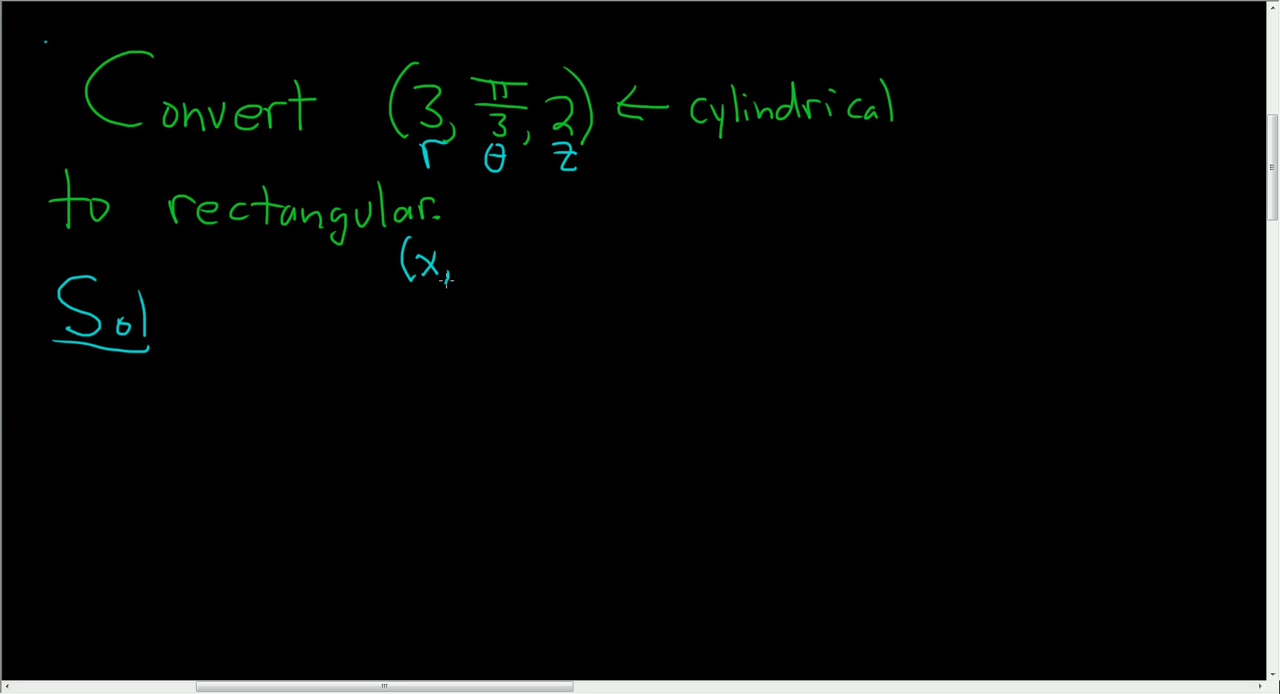 Convert (3, π/3, 2) ← cylindrical
r θ z
to rectangular.
(x,
Sol